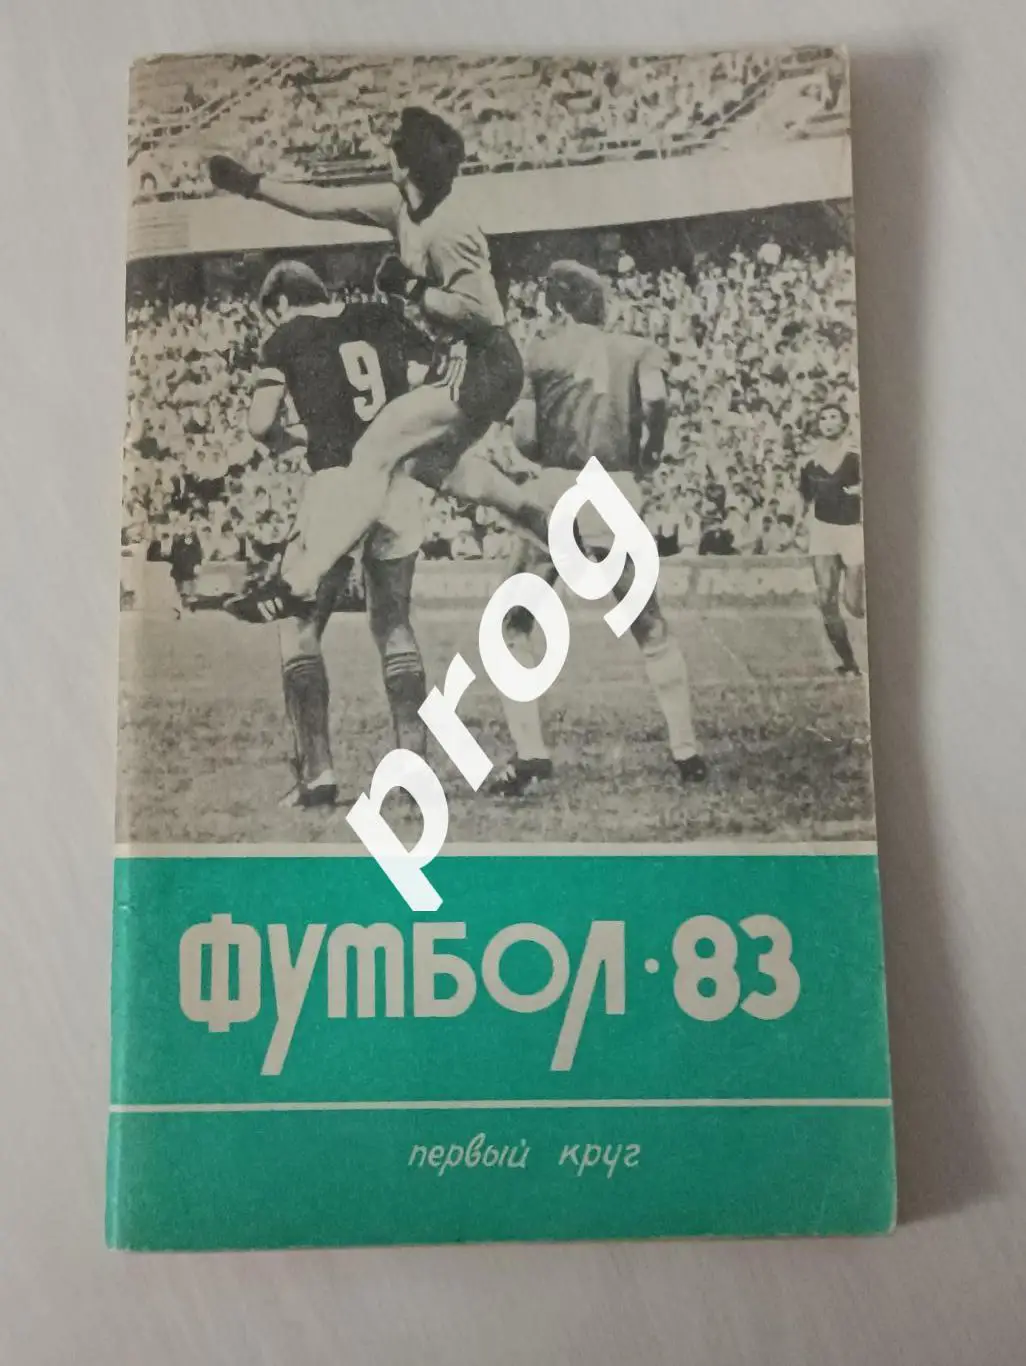 9
prog
ФУТБОЛ·83
первый круг